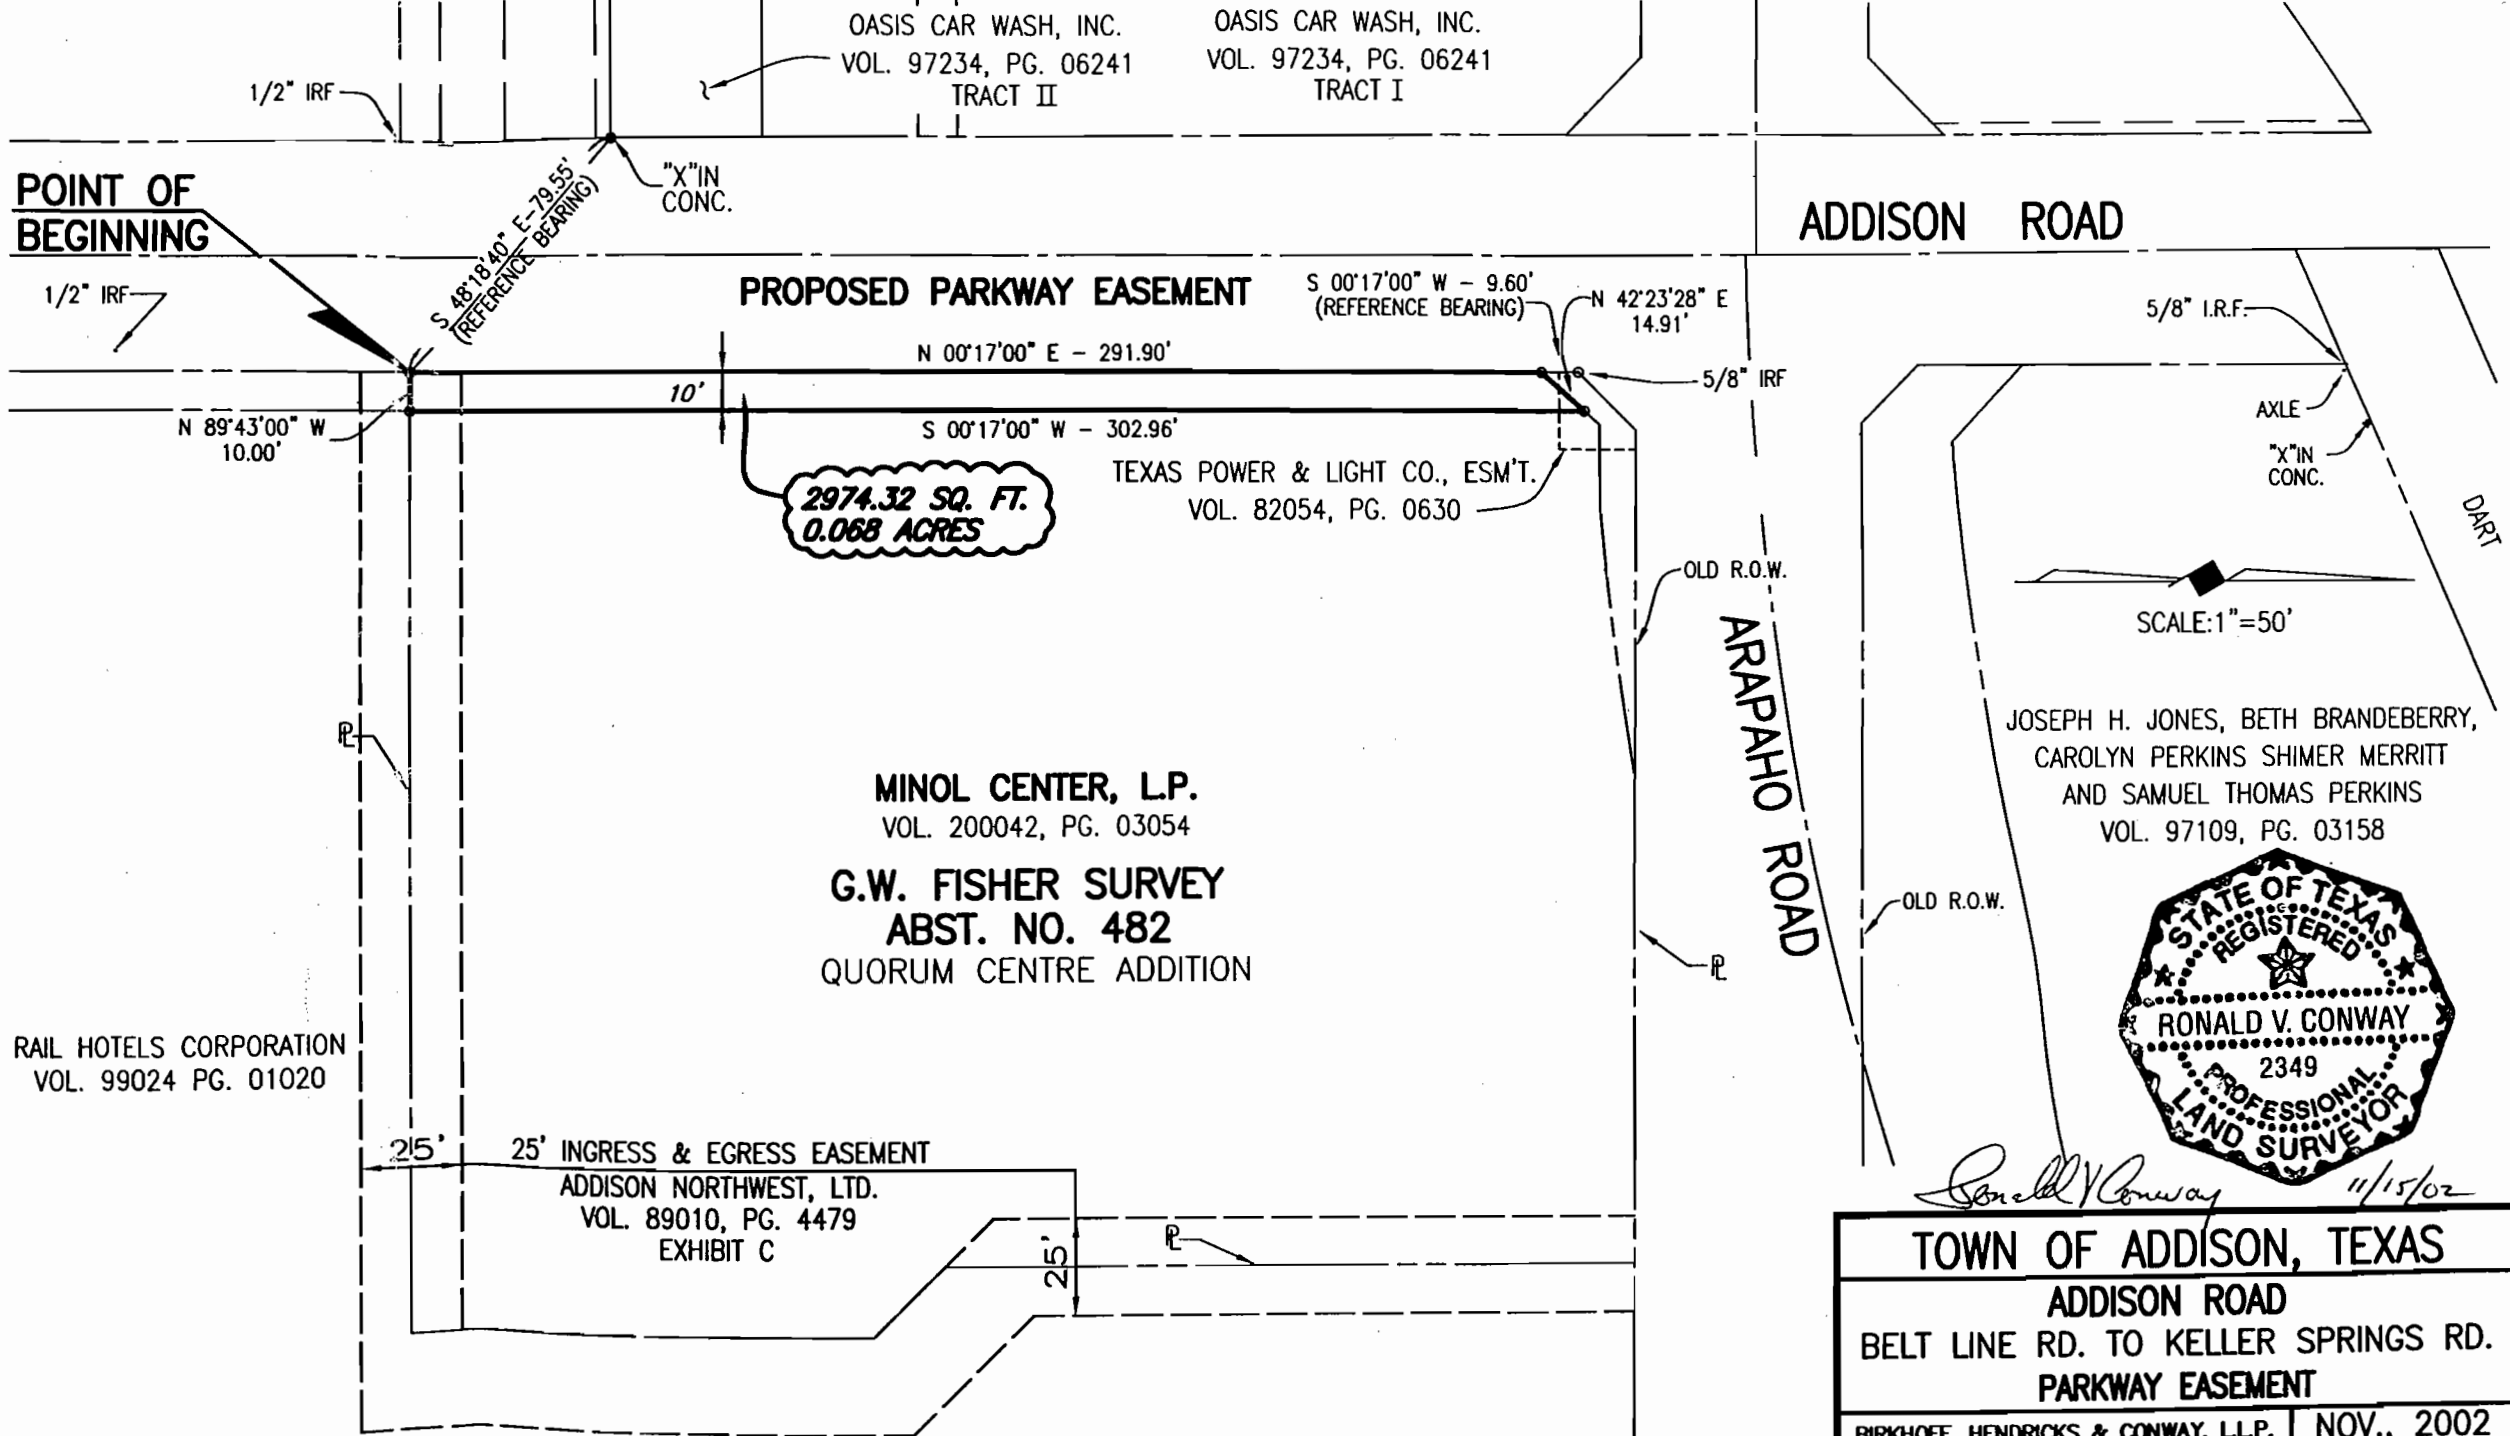 OASIS CAR WASH, INC.
VOL. 97234, PG. 06241
TRACT II
OASIS CAR WASH, INC.
VOL. 97234, PG. 06241
TRACT I
1/2" IRF
"X"IN
CONC.
POINT OF
BEGINNING
S 48°18'40" E-79.55'
(REFERENCE BEARING)
ADDISON ROAD
1/2" IRF
PROPOSED PARKWAY EASEMENT
S 00°17'00" W - 9.60'
(REFERENCE BEARING)
N 42°23'28" E
14.91'
5/8" I.R.F.
N 00°17'00" E - 291.90'
10'
5/8" IRF
AXLE
"X"IN
CONC.
N 89°43'00" W
10.00'
S 00°17'00" W - 302.96'
TEXAS POWER & LIGHT CO., ESM'T.
VOL. 82054, PG. 0630
2974.32 SQ. FT.
0.068 ACRES
DART
OLD R.O.W.
SCALE:1"=50'
ARAPAHO ROAD
JOSEPH H. JONES, BETH BRANDEBERRY,
CAROLYN PERKINS SHIMER MERRITT
AND SAMUEL THOMAS PERKINS
VOL. 97109, PG. 03158
PL
MINOL CENTER, L.P.
VOL. 200042, PG. 03054
G.W. FISHER SURVEY
ABST. NO. 482
QUORUM CENTRE ADDITION
OLD R.O.W.
PL
STATE OF TEXAS
REGISTERED
RONALD V. CONWAY
2349
PROFESSIONAL
LAND SURVEYOR
RAIL HOTELS CORPORATION
VOL. 99024 PG. 01020
25'
25' INGRESS & EGRESS EASEMENT
ADDISON NORTHWEST, LTD.
VOL. 89010, PG. 4479
EXHIBIT C
25'
PL
Ronald V Conway 11/15/02
TOWN OF ADDISON, TEXAS
ADDISON ROAD
BELT LINE RD. TO KELLER SPRINGS RD.
PARKWAY EASEMENT
BIRKHOFF, HENDRICKS & CONWAY, L.L.P.
NOV., 2002